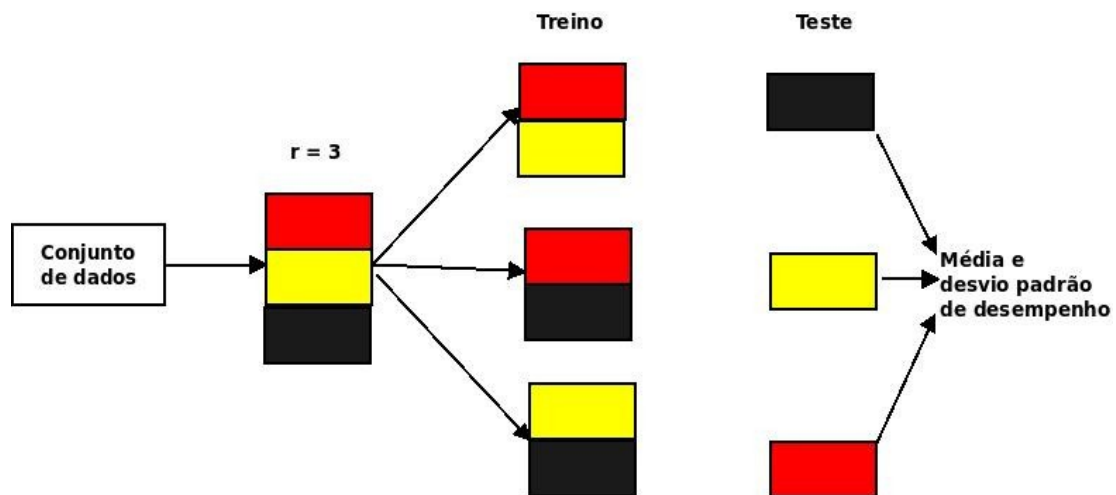 Treino
Teste
r = 3
Conjunto
de dados
Média e
desvio padrão
de desempenho